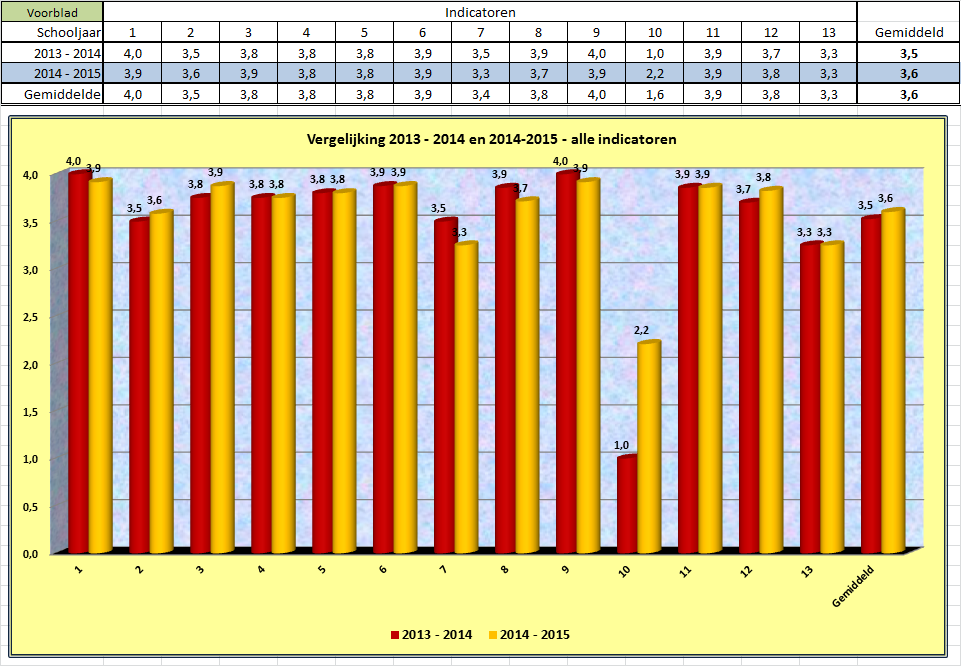 Voorblad Indicatoren
Schooljaar 1 2 3 4 5 6 7 8 9 10 11 12 13 Gemiddeld
2013 - 2014 4,0 3,5 3,8 3,8 3,8 3,9 3,5 3,9 4,0 1,0 3,9 3,7 3,3 3,5
2014 - 2015 3,9 3,6 3,9 3,8 3,8 3,9 3,3 3,7 3,9 2,2 3,9 3,8 3,3 3,6
Gemiddelde 4,0 3,5 3,8 3,8 3,8 3,9 3,4 3,8 4,0 1,6 3,9 3,8 3,3 3,6
Vergelijking 2013 - 2014 en 2014-2015 - alle indicatoren
4,0 3,9 3,5 3,6 3,8 3,9 3,8 3,8 3,8 3,8 3,9 3,9 3,5 3,3 3,9 3,7 4,0 3,9 1,0 2,2 3,9 3,9 3,7 3,8 3,3 3,3 3,5 3,6
4,0
3,5
3,0
2,5
2,0
1,5
1,0
0,5
0,0
1 2 3 4 5 6 7 8 9 10 11 12 13 Gemiddeld
2013 - 2014 2014 - 2015